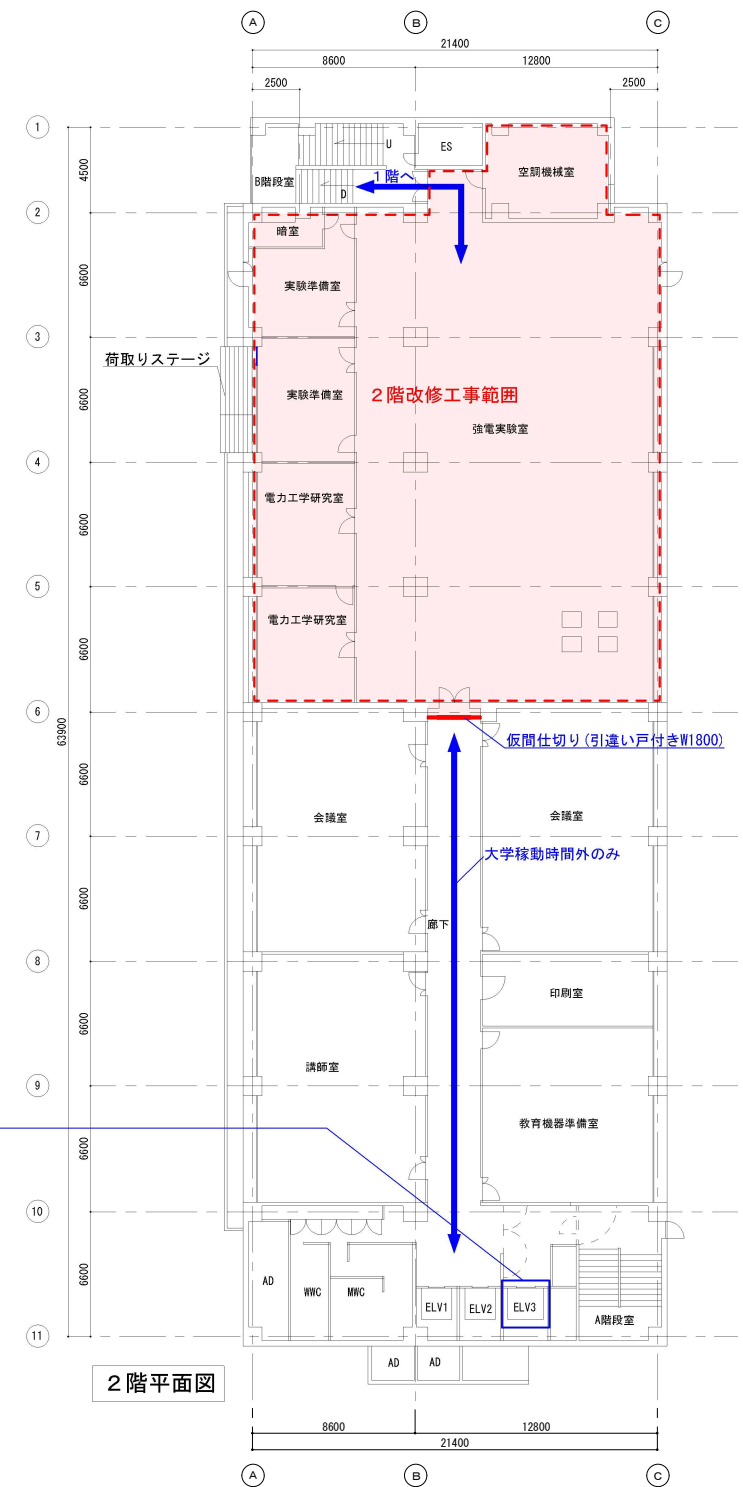 A B C
21400
8600 12800
2500 2500
1
4500
U
ES
空調機械室
B階段室
1階へ
D
2
暗室
6600
実験準備室
3
荷取りステージ
6600
実験準備室
2階改修工事範囲
強電実験室
4
6600
電力工学研究室
5
6600
電力工学研究室
6
63900
仮間仕切り(引違い戸付きW1800)
6600
会議室
会議室
7
大学稼動時間外のみ
6600
廊下
8
6600
印刷室
講師室
9
6600
教育機器準備室
10
6600
AD
WWC
MWC
ELV1
ELV2
ELV3
A階段室
11
AD
AD
2階平面図
8600 12800
21400
A B C